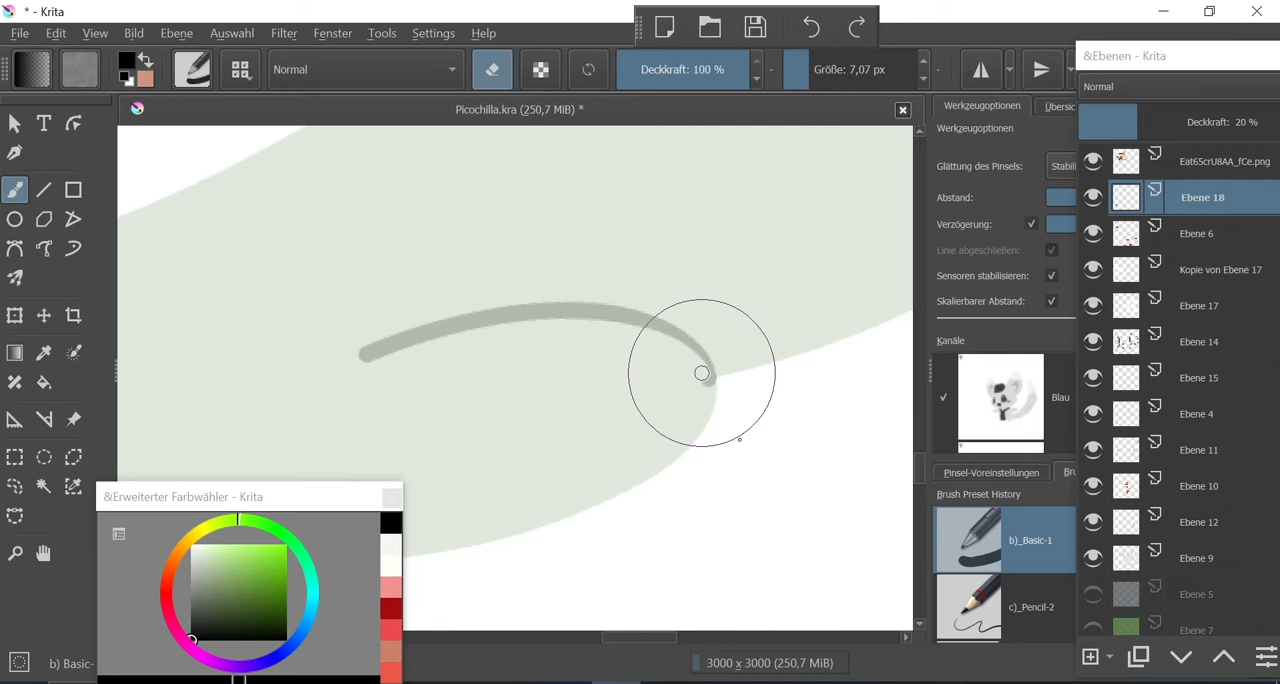 * - Krita
File Edit View Bild Ebene Auswahl Filter Fenster Tools Settings Help
&Ebenen - Krita
Normal
Deckkraft: 100 %
Größe: 7,07 px
Normal
Picochilla.kra (250,7 MiB) *
Werkzeugoptionen
Übersic
Werkzeugoptionen
Glättung des Pinsels:
Stabili
Abstand:
Verzögerung:
Linie abgeschließen:
Sensoren stabilisieren:
Skalierbarer Abstand:
Kanäle
Blau
Pinsel-Voreinstellungen
Bru
Brush Preset History
b)_Basic-1
c)_Pencil-2
Deckkraft: 20 %
Eat65crU8AA_fCe.png
Ebene 18
Ebene 6
Kopie von Ebene 17
Ebene 17
Ebene 14
Ebene 15
Ebene 4
Ebene 11
Ebene 10
Ebene 12
Ebene 9
Ebene 5
Ebene 7
&Erweiterter Farbwähler - Krita
b) Basic-
3000 x 3000 (250,7 MiB)